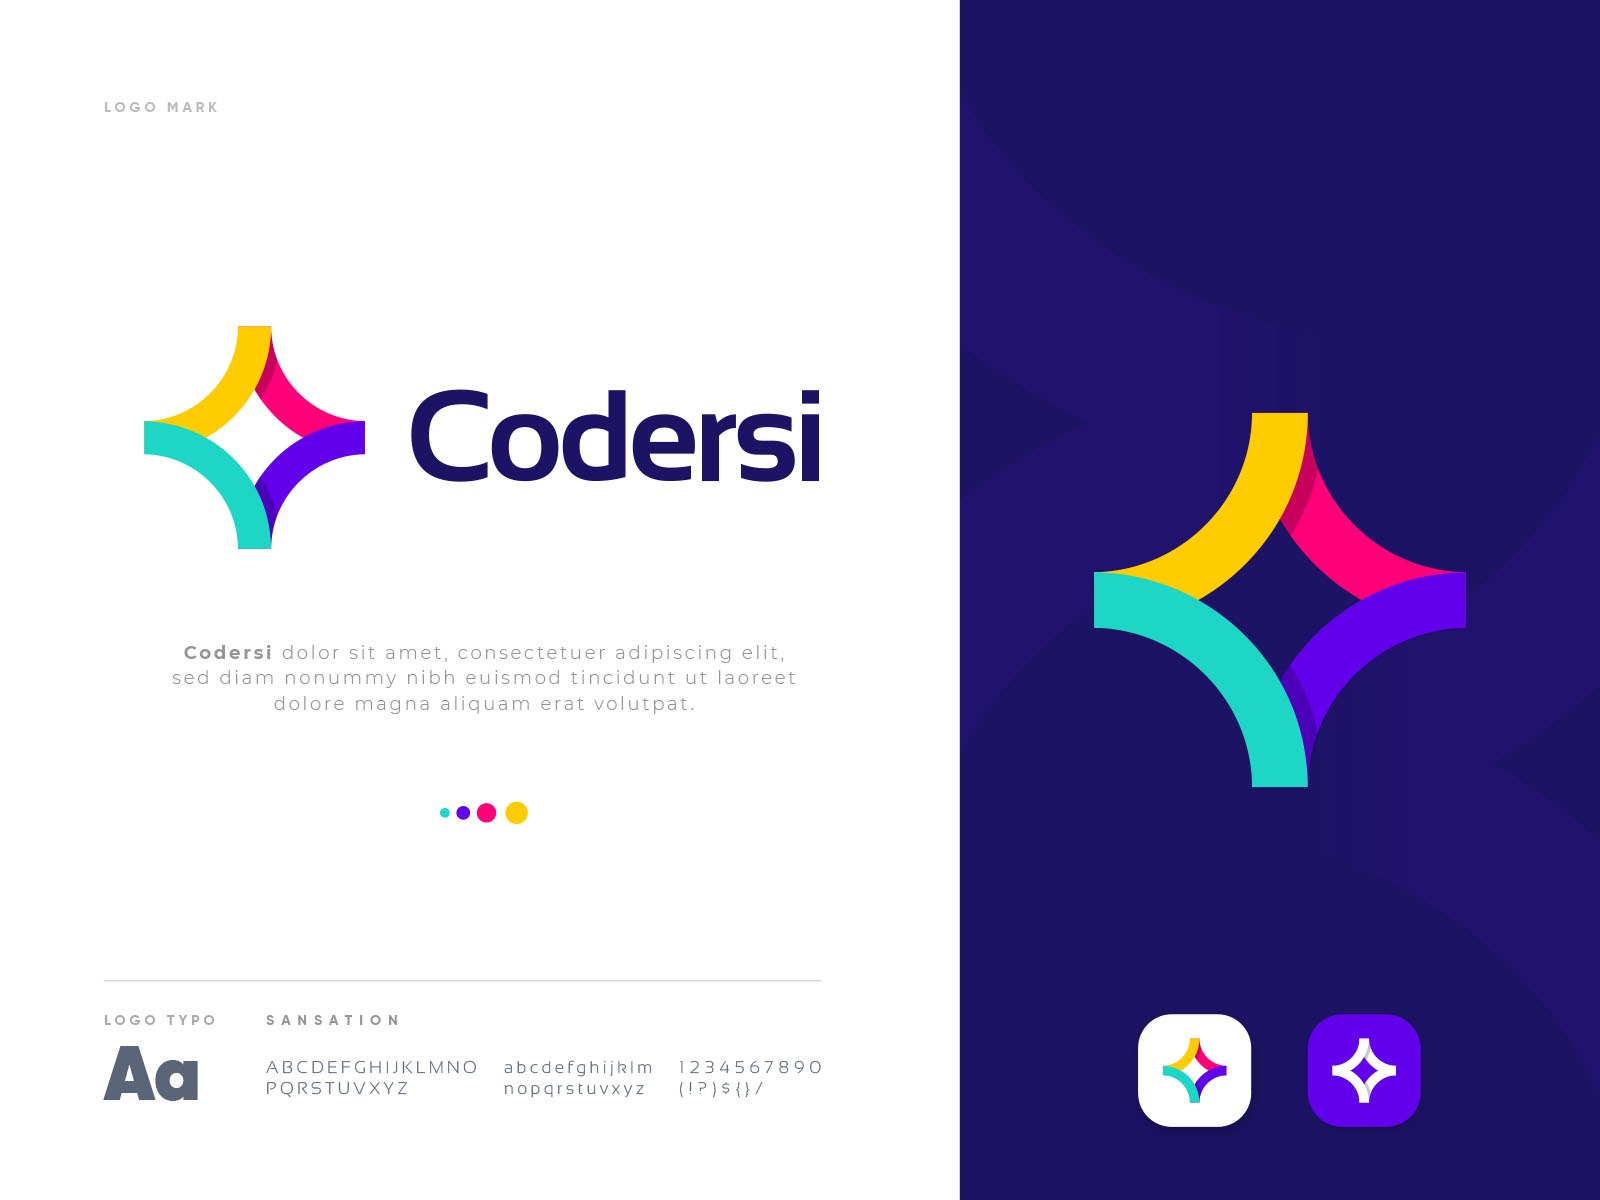 LOGO MARK
Codersi
Codersi dolor sit amet, consectetuer adipiscing elit,
sed diam nonummy nibh euismod tincidunt ut laoreet
dolore magna aliquam erat volutpat.
LOGO TYPO
Aa
SANSATION
ABCDEFGHIJKLMNO
PQRSTUVXYZ
abcdefghijklm
nopqrstuvxyz
1234567890
(!?)${}/